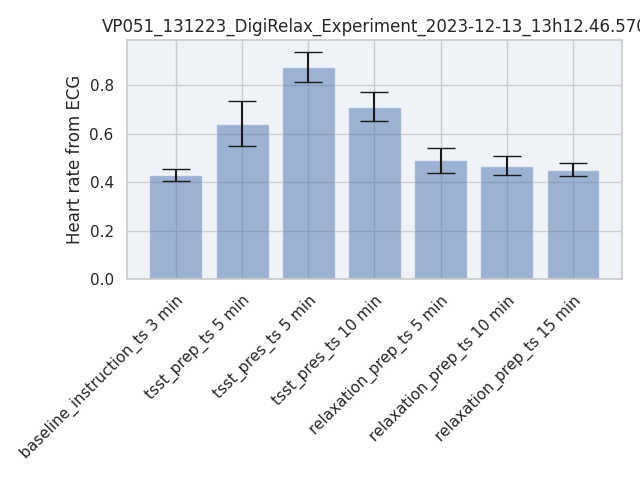 VP051_131223_DigiRelax_Experiment_2023-12-13_13h12.46.570
Heart rate from ECG
0.8
0.6
0.4
0.2
0.0
baseline_instruction_ts 3 min
tsst_prep_ts 5 min
tsst_pres_ts 5 min
tsst_pres_ts 10 min
relaxation_prep_ts 5 min
relaxation_prep_ts 10 min
relaxation_prep_ts 15 min